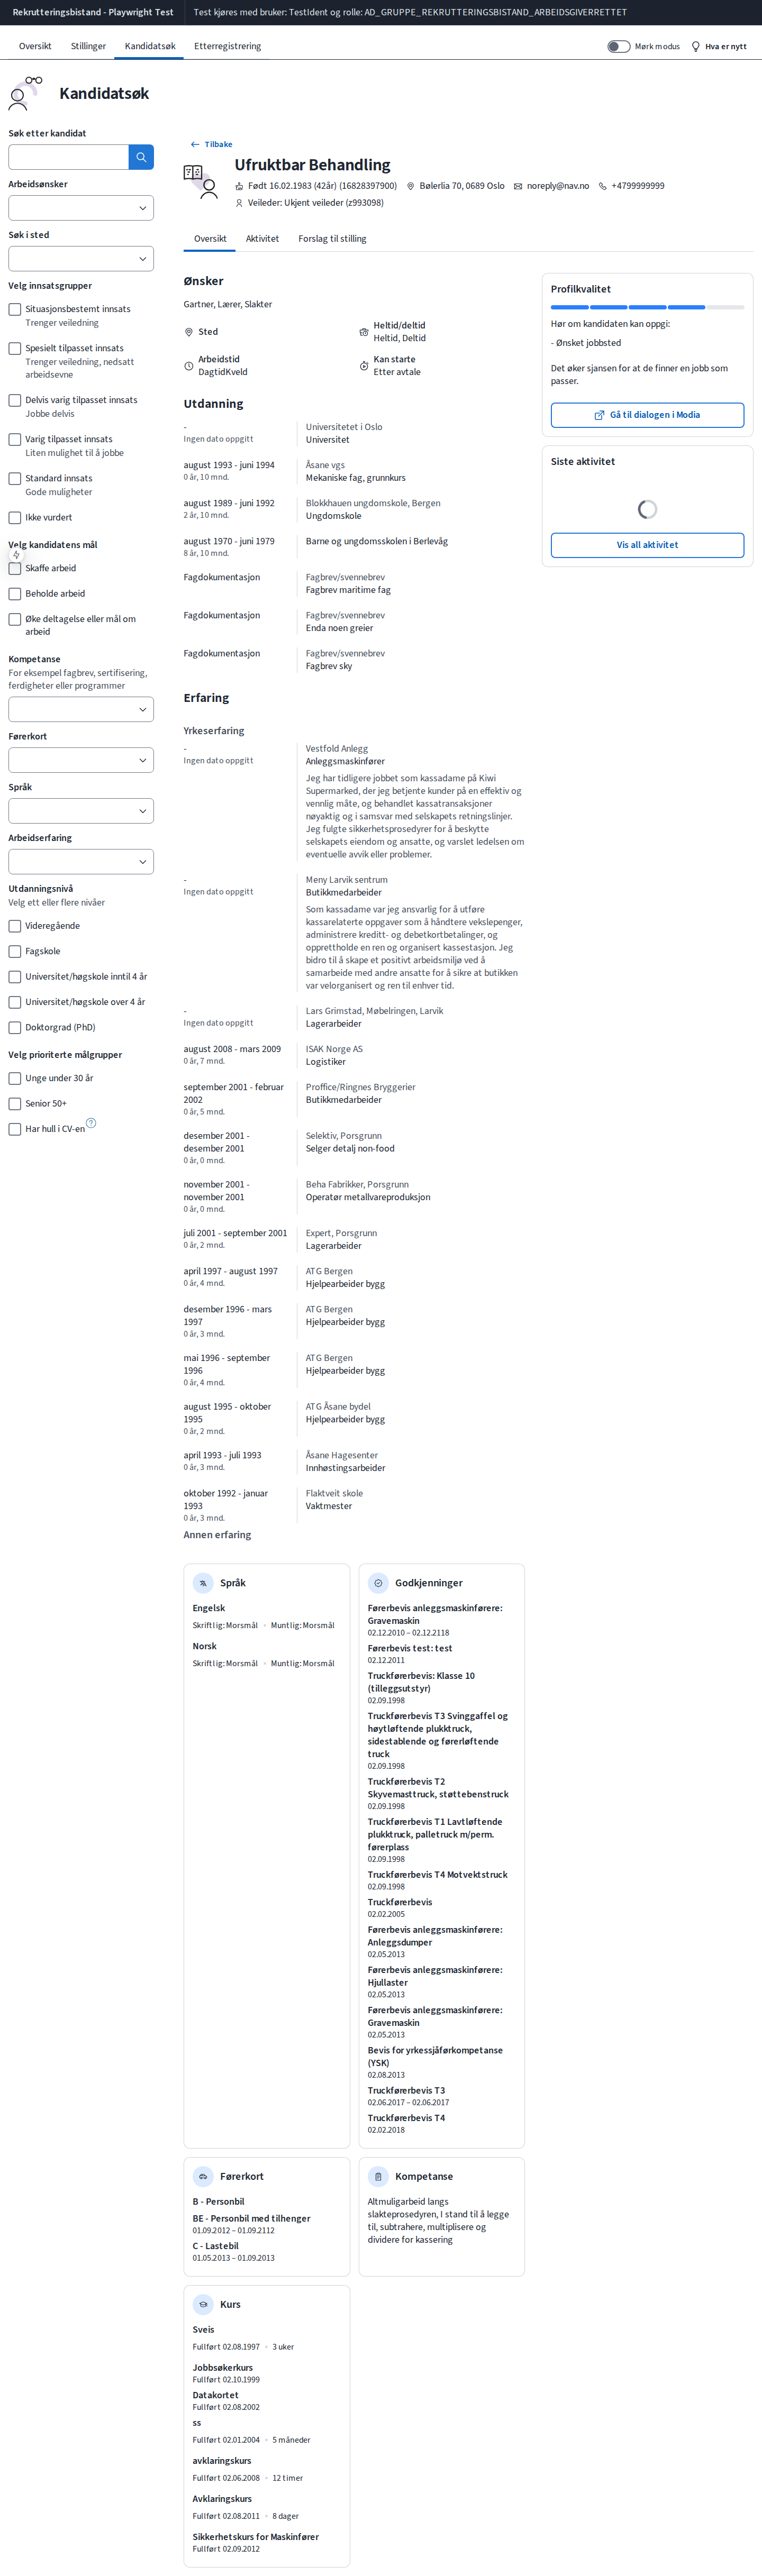 Rekrutteringsbistand - Playwright Test
Test kjøres med bruker: TestIdent og rolle: AD_GRUPPE_REKRUTTERINGSBISTAND_ARBEIDSGIVERRETTET
Oversikt
Stillinger
Kandidatsøk
Etterregistrering
Mørk modus
Hva er nytt
Kandidatsøk
Søk etter kandidat
Arbeidsønsker
Søk i sted
Velg innsatsgrupper
Situasjonsbestemt innsats
Trenger veiledning
Spesielt tilpasset innsats
Trenger veiledning, nedsatt
arbeidsevne
Delvis varig tilpasset innsats
Jobbe delvis
Varig tilpasset innsats
Liten mulighet til å jobbe
Standard innsats
Gode muligheter
Ikke vurdert
Velg kandidatens mål
Skaffe arbeid
Beholde arbeid
Øke deltagelse eller mål om
arbeid
Kompetanse
For eksempel fagbrev, sertifisering,
ferdigheter eller programmer
Førerkort
Språk
Arbeidserfaring
Utdanningsnivå
Velg ett eller flere nivåer
Videregående
Fagskole
Universitet/høgskole inntil 4 år
Universitet/høgskole over 4 år
Doktorgrad (PhD)
Velg prioriterte målgrupper
Unge under 30 år
Senior 50+
Har hull i CV-en
Tilbake
Ufruktbar Behandling
Født 16.02.1983 (42år) (16828397900)
Bølerlia 70, 0689 Oslo
noreply@nav.no
+4799999999
Veileder: Ukjent veileder (z993098)
Oversikt
Aktivitet
Forslag til stilling
Ønsker
Gartner, Lærer, Slakter
Sted
Heltid/deltid
Heltid, Deltid
Arbeidstid
DagtidKveld
Kan starte
Etter avtale
Utdanning
-
Ingen dato oppgitt
Universitetet i Oslo
Universitet
august 1993 - juni 1994
0 år, 10 mnd.
Åsane vgs
Mekaniske fag, grunnkurs
august 1989 - juni 1992
2 år, 10 mnd.
Blokkhauen ungdomskole, Bergen
Ungdomskole
august 1970 - juni 1979
8 år, 10 mnd.
Barne og ungdomsskolen i Berlevåg
Fagdokumentasjon
Fagbrev/svennebrev
Fagbrev maritime fag
Fagdokumentasjon
Fagbrev/svennebrev
Enda noen greier
Fagdokumentasjon
Fagbrev/svennebrev
Fagbrev sky
Erfaring
Yrkeserfaring
-
Ingen dato oppgitt
Vestfold Anlegg
Anleggsmaskinfører
Jeg har tidligere jobbet som kassadame på Kiwi
Supermarked, der jeg betjente kunder på en effektiv og
vennlig måte, og behandlet kassatransaksjoner
nøyaktig og i samsvar med selskapets retningslinjer.
Jeg fulgte sikkerhetsprosedyrer for å beskytte
selskapets eiendom og ansatte, og varslet ledelsen om
eventuelle avvik eller problemer.
-
Ingen dato oppgitt
Meny Larvik sentrum
Butikkmedarbeider
Som kassadame var jeg ansvarlig for å utføre
kassarelaterte oppgaver som å håndtere vekslepenger,
administrere kreditt- og debetkortbetalinger, og
opprettholde en ren og organisert kassestasjon. Jeg
bidro til å skape et positivt arbeidsmiljø ved å
samarbeide med andre ansatte for å sikre at butikken
var velorganisert og ren til enhver tid.
-
Ingen dato oppgitt
Lars Grimstad, Møbelringen, Larvik
Lagerarbeider
august 2008 - mars 2009
0 år, 7 mnd.
ISAK Norge AS
Logistiker
september 2001 - februar
2002
0 år, 5 mnd.
Proffice/Ringnes Bryggerier
Butikkmedarbeider
desember 2001 -
desember 2001
0 år, 0 mnd.
Selektiv, Porsgrunn
Selger detalj non-food
november 2001 -
november 2001
0 år, 0 mnd.
Beha Fabrikker, Porsgrunn
Operatør metallvareproduksjon
juli 2001 - september 2001
0 år, 2 mnd.
Expert, Porsgrunn
Lagerarbeider
april 1997 - august 1997
0 år, 4 mnd.
ATG Bergen
Hjelpearbeider bygg
desember 1996 - mars
1997
0 år, 3 mnd.
ATG Bergen
Hjelpearbeider bygg
mai 1996 - september
1996
0 år, 4 mnd.
ATG Bergen
Hjelpearbeider bygg
august 1995 - oktober
1995
0 år, 2 mnd.
ATG Åsane bydel
Hjelpearbeider bygg
april 1993 - juli 1993
0 år, 3 mnd.
Åsane Hagesenter
Innhøstingsarbeider
oktober 1992 - januar
1993
0 år, 3 mnd.
Flaktveit skole
Vaktmester
Annen erfaring
Språk
Engelsk
Skriftlig: Morsmål
Muntlig: Morsmål
Norsk
Skriftlig: Morsmål
Muntlig: Morsmål
Godkjenninger
Førerbevis anleggsmaskinførere:
Gravemaskin
02.12.2010 – 02.12.2118
Førerbevis test: test
02.12.2011
Truckførerbevis: Klasse 10
(tilleggsutstyr)
02.09.1998
Truckførerbevis T3 Svinggaffel og
høytløftende plukktruck,
sidestablende og førerløftende
truck
02.09.1998
Truckførerbevis T2
Skyvemasttruck, støttebenstruck
02.09.1998
Truckførerbevis T1 Lavtløftende
plukktruck, palletruck m/perm.
førerplass
02.09.1998
Truckførerbevis T4 Motvektstruck
02.09.1998
Truckførerbevis
02.02.2005
Førerbevis anleggsmaskinførere:
Anleggsdumper
02.05.2013
Førerbevis anleggsmaskinførere:
Hjullaster
02.05.2013
Førerbevis anleggsmaskinførere:
Gravemaskin
02.05.2013
Bevis for yrkessjåførkompetanse
(YSK)
02.08.2013
Truckførerbevis T3
02.06.2017 – 02.06.2017
Truckførerbevis T4
02.02.2018
Førerkort
B - Personbil
BE - Personbil med tilhenger
01.09.2012 – 01.09.2112
C - Lastebil
01.05.2013 – 01.09.2013
Kompetanse
Altmuligarbeid langs
slakteprosedyren, I stand til å legge
til, subtrahere, multiplisere og
dividere for kassering
Kurs
Sveis
Fullført 02.08.1997
3 uker
Jobbsøkerkurs
Fullført 02.10.1999
Datakortet
Fullført 02.08.2002
ss
Fullført 02.01.2004
5 måneder
avklaringskurs
Fullført 02.06.2008
12 timer
Avklaringskurs
Fullført 02.08.2011
8 dager
Sikkerhetskurs for Maskinfører
Fullført 02.09.2012
Profilkvalitet
Hør om kandidaten kan oppgi:
- Ønsket jobbsted
Det øker sjansen for at de finner en jobb som
passer.
Gå til dialogen i Modia
Siste aktivitet
Vis all aktivitet